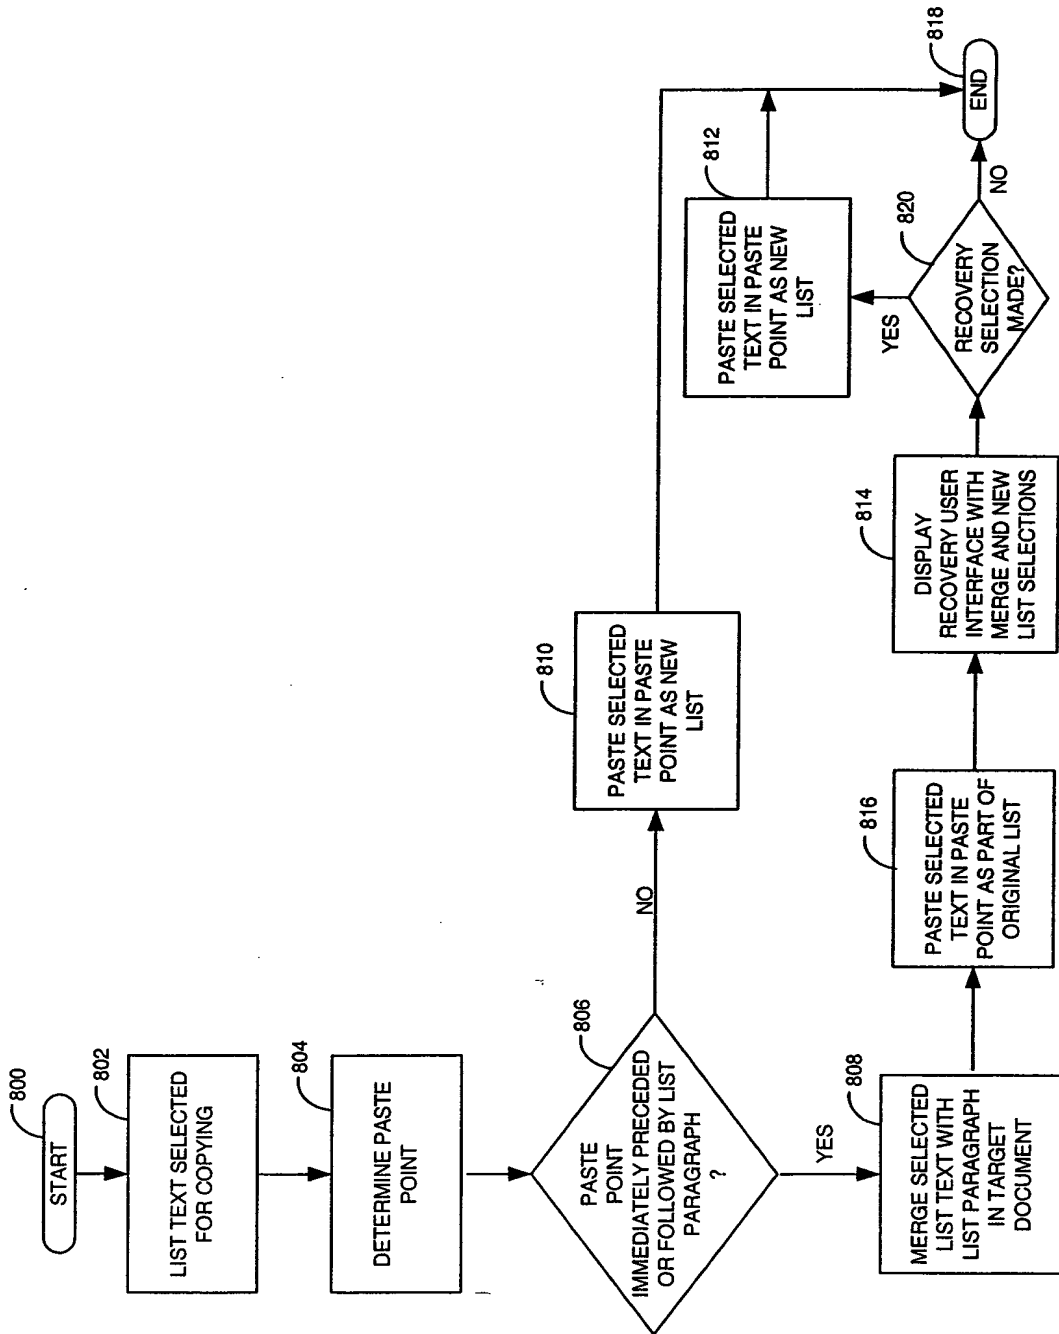 START
800
LIST TEXT SELECTED
FOR COPYING
802
DETERMINE PASTE
POINT
804
PASTE
POINT
IMMEDIATELY PRECEDED
OR FOLLOWED BY LIST
PARAGRAPH
?
806
NO
YES
PASTE SELECTED
TEXT IN PASTE
POINT AS NEW
LIST
810
MERGE SELECTED
LIST TEXT WITH
LIST PARAGRAPH
IN TARGET
DOCUMENT
808
PASTE SELECTED
TEXT IN PASTE
POINT AS PART OF
ORIGINAL LIST
816
DISPLAY
RECOVERY USER
INTERFACE WITH
MERGE AND NEW
LIST SELECTIONS
814
RECOVERY
SELECTION
MADE?
820
YES
NO
PASTE SELECTED
TEXT IN PASTE
POINT AS NEW
LIST
812
END
818